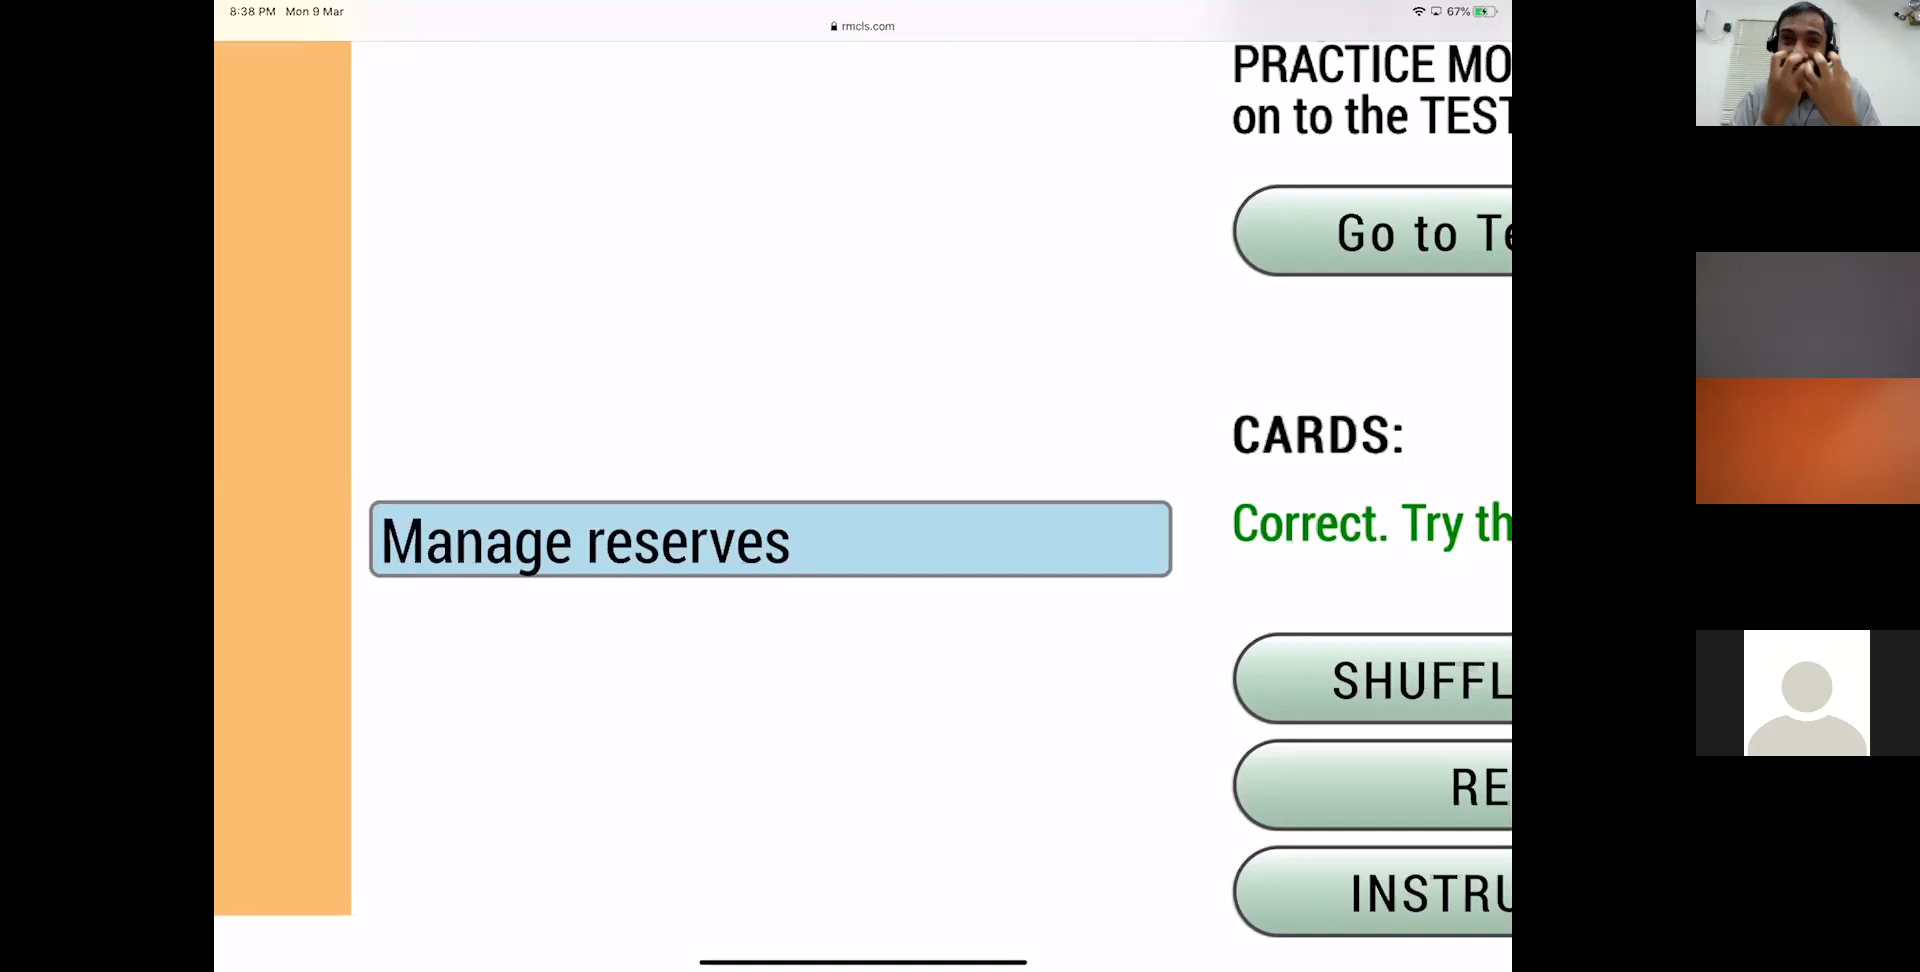 8:38 PM Mon 9 Mar
67%
rmcls.com
PRACTICE MO
on to the TEST
Go to Te
CARDS:
Correct. Try th
Manage reserves
SHUFFL
RE
INSTRU